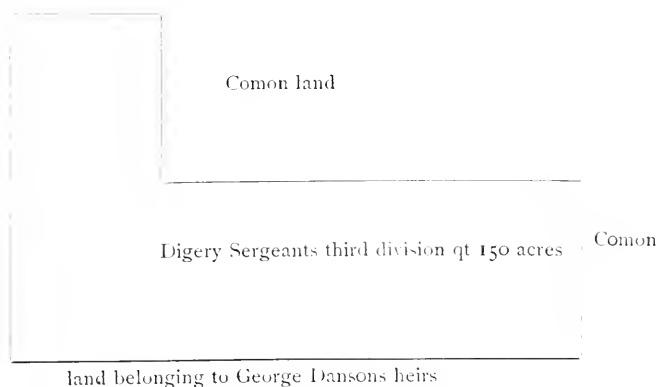 Comon land
Digery Sergeants third division qt 150 acres
Comon
land belonging to George Dansons heirs